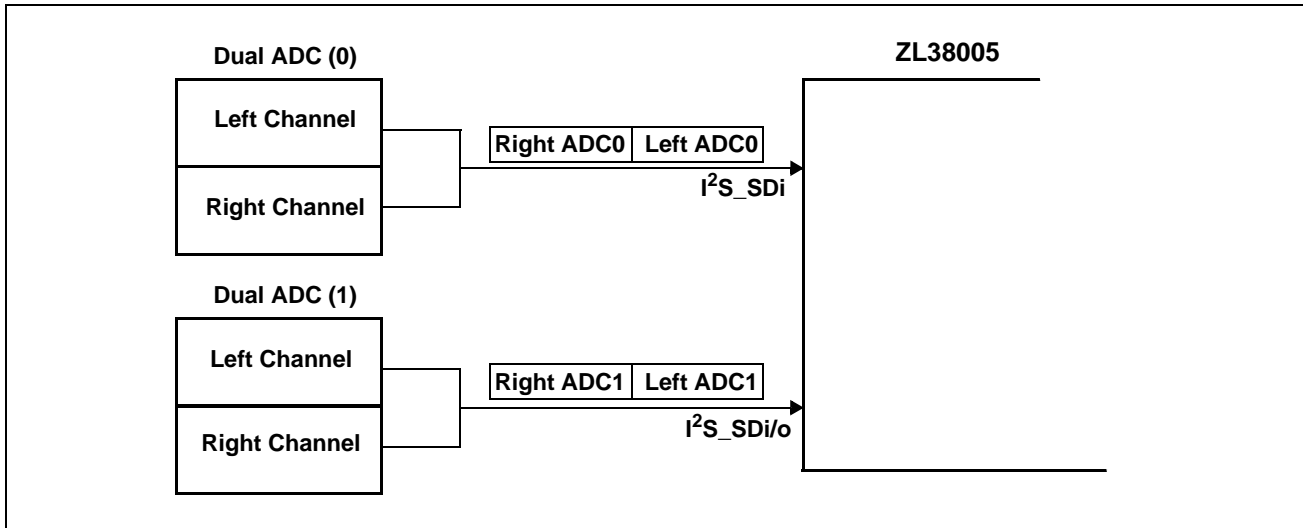 Dual ADC (0)
ZL38005
Left Channel
Right ADC0 Left ADC0
I²S_SDi
Right Channel
Dual ADC (1)
Left Channel
Right ADC1 Left ADC1
I²S_SDi/o
Right Channel